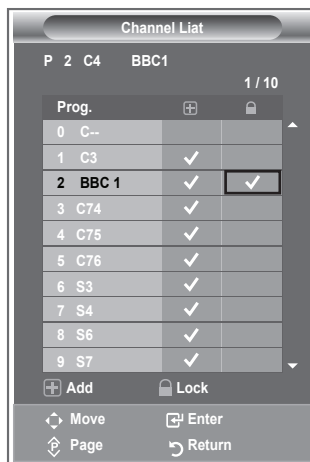 Channel Liat
P 2 C4 BBC1
1 / 10
Prog.
0 C--
1 C3
2 BBC 1
3 C74
4 C75
5 C76
6 S3
7 S4
8 S6
9 S7
Add Lock
Move Enter
P Page Return